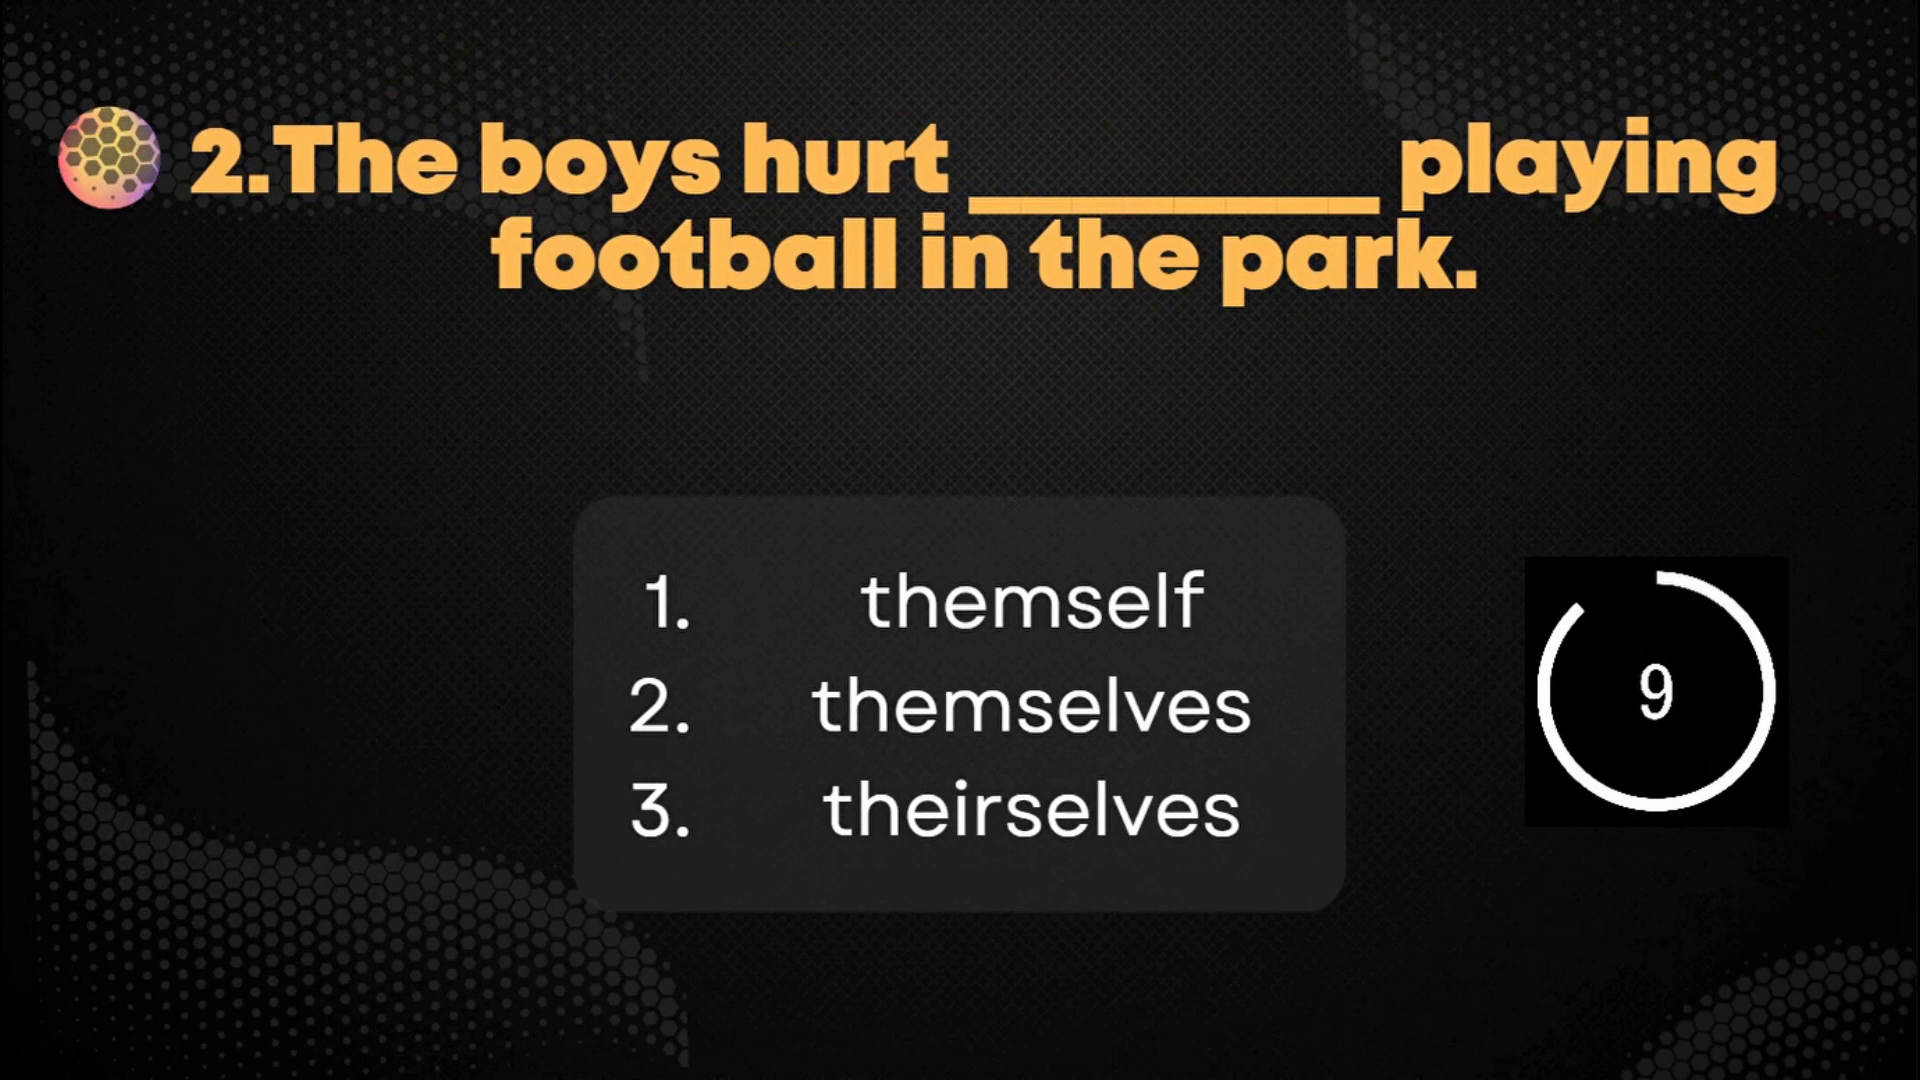 2.The boys hurt ________ playing
football in the park.
1. themself
2. themselves
3. theirselves
9